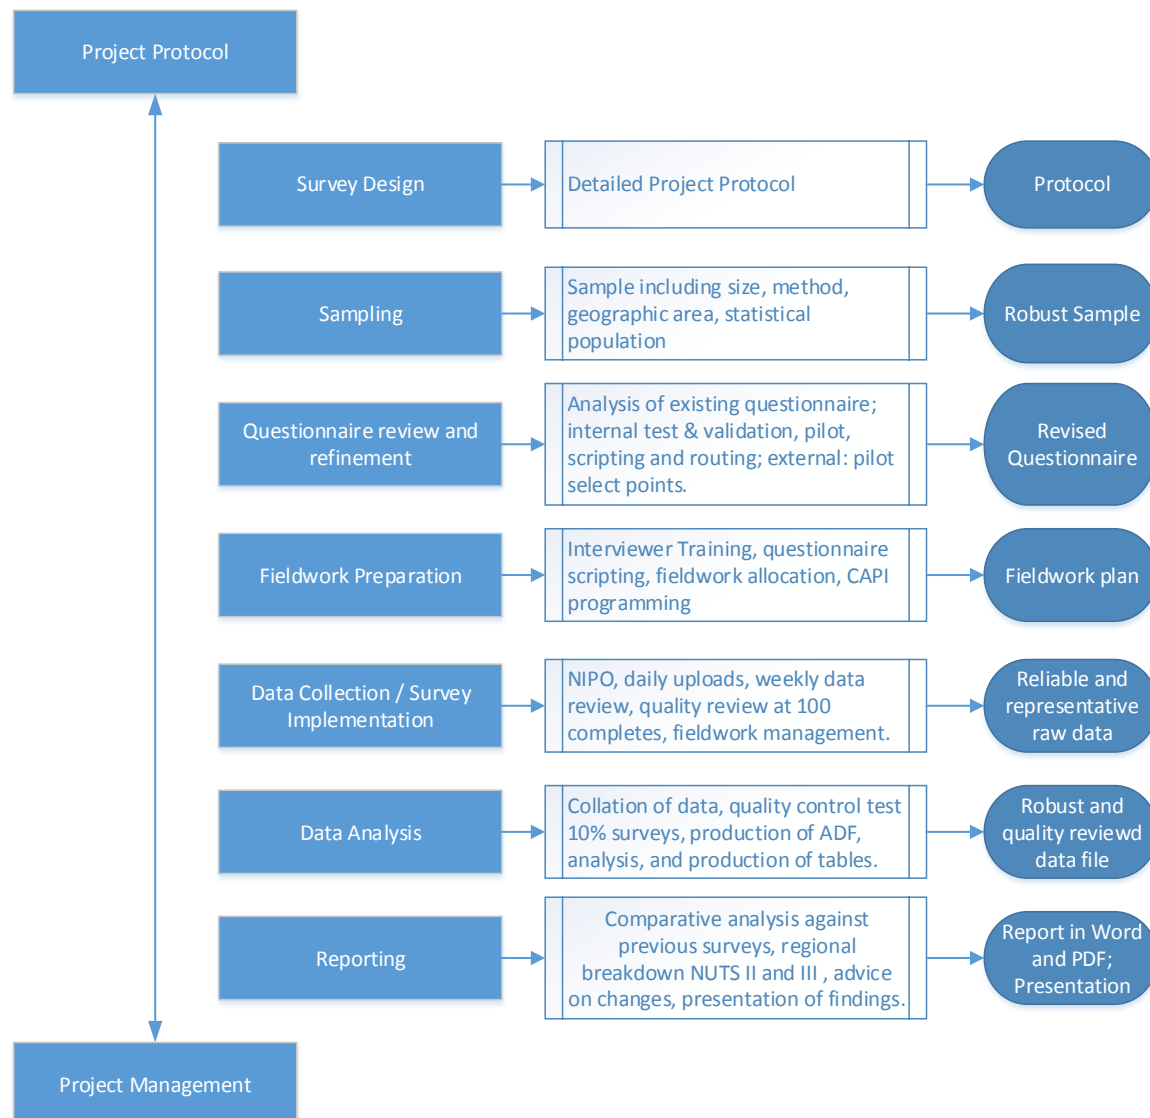 Project Protocol
Survey Design
Detailed Project Protocol
Protocol
Sampling
Sample including size, method,
geographic area, statistical
population
Robust Sample
Questionnaire review and
refinement
Analysis of existing questionnaire;
internal test & validation, pilot,
scripting and routing; external: pilot
select points.
Revised
Questionnaire
Fieldwork Preparation
Interviewer Training, questionnaire
scripting, fieldwork allocation, CAPI
programming
Fieldwork plan
Data Collection / Survey
Implementation
NIPO, daily uploads, weekly data
review, quality review at 100
completes, fieldwork management.
Reliable and
representative
raw data
Data Analysis
Collation of data, quality control test
10% surveys, production of ADF,
analysis, and production of tables.
Robust and
quality reviewd
data file
Reporting
Comparative analysis against
previous surveys, regional
breakdown NUTS II and III , advice
on changes, presentation of findings.
Report in Word
and PDF;
Presentation
Project Management